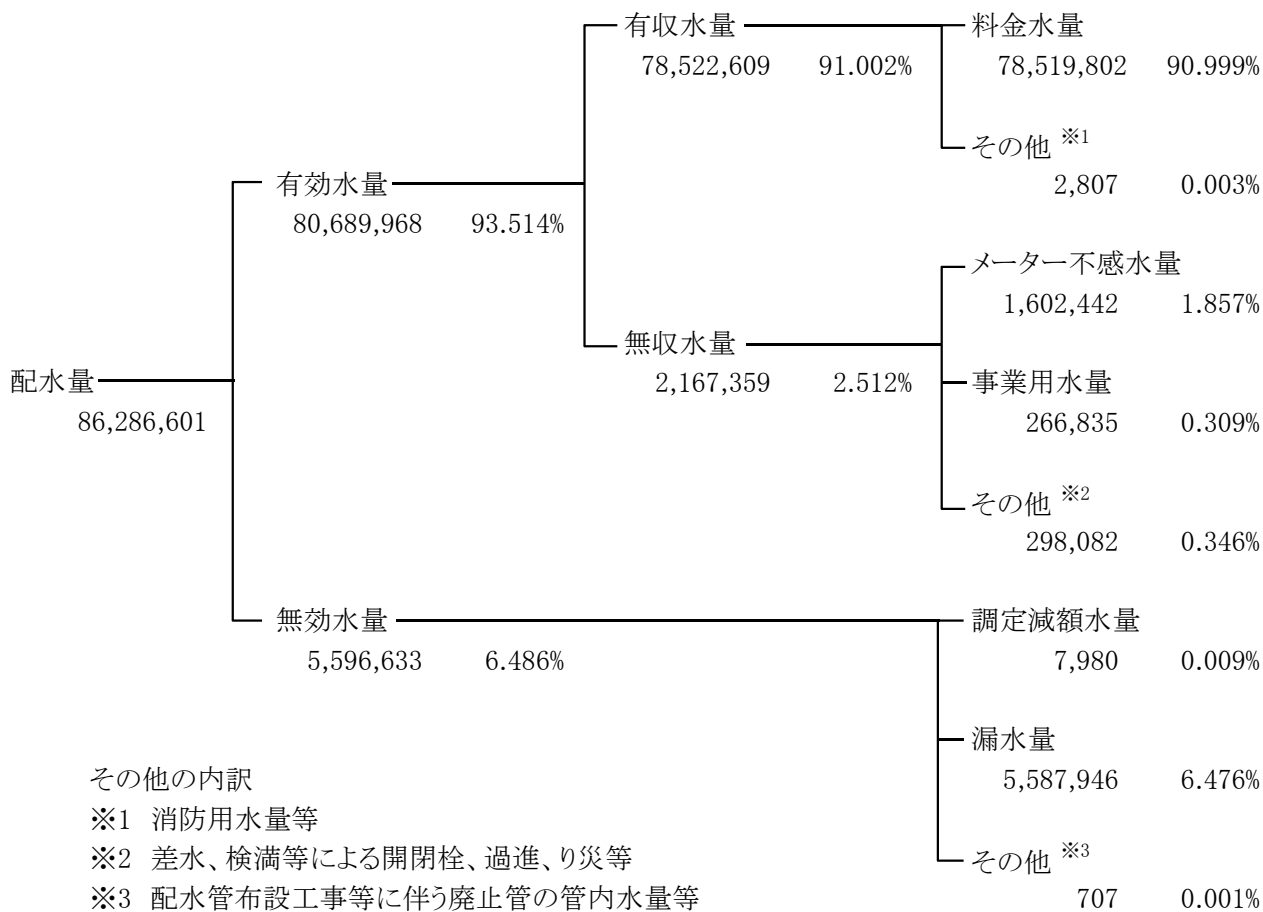 有収水量
78,522,609 91.002%
料金水量
78,519,802 90.999%
その他 ※1
2,807 0.003%
有効水量
80,689,968 93.514%
メーター不感水量
1,602,442 1.857%
無収水量
2,167,359 2.512%
配水量
86,286,601
事業用水量
266,835 0.309%
その他 ※2
298,082 0.346%
無効水量
5,596,633 6.486%
調定減額水量
7,980 0.009%
漏水量
5,587,946 6.476%
その他 ※3
707 0.001%
その他の内訳
※1 消防用水量等
※2 差水、検満等による開閉栓、過進、り災等
※3 配水管布設工事等に伴う廃止管の管内水量等